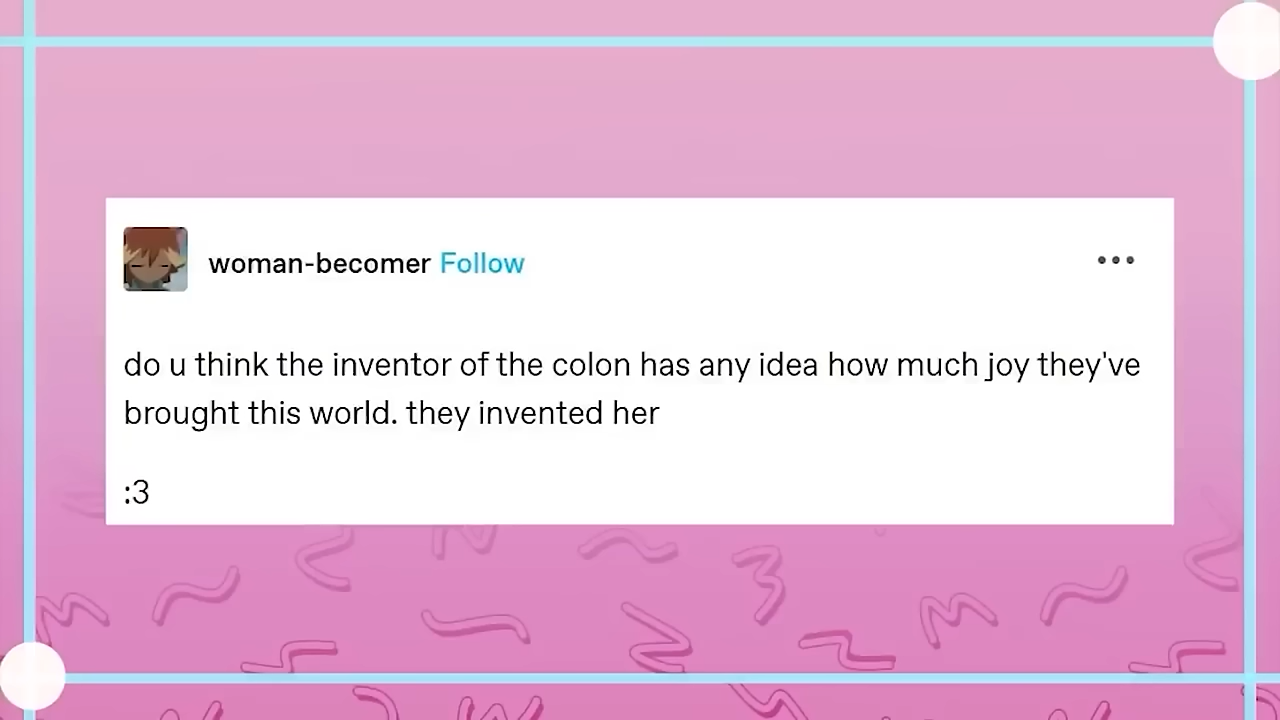 woman-becomer Follow
do u think the inventor of the colon has any idea how much joy they've
brought this world. they invented her
:3